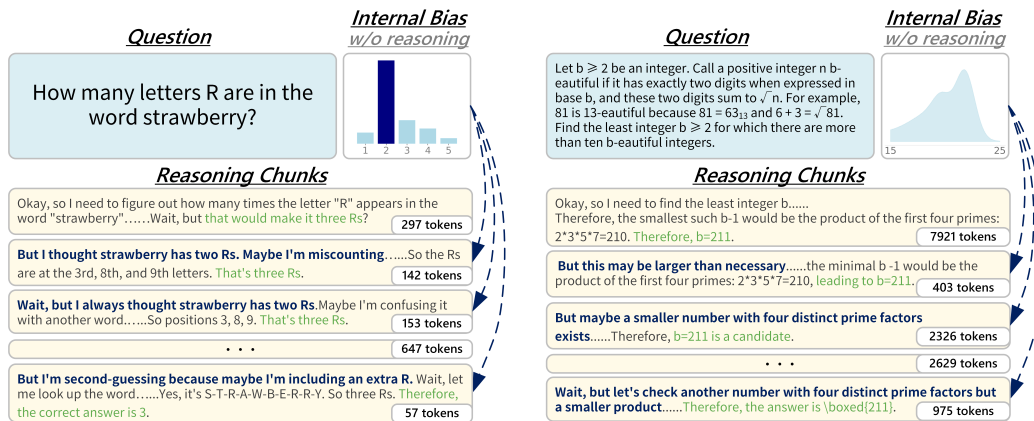 Question
Internal Bias
w/o reasoning
How many letters R are in the
word strawberry?
1 2 3 4 5
Reasoning Chunks
Okay, so I need to figure out how many times the letter "R" appears in the
word "strawberry"......Wait, but that would make it three Rs?
297 tokens
But I thought strawberry has two Rs. Maybe I'm miscounting......So the Rs
are at the 3rd, 8th, and 9th letters. That's three Rs.
142 tokens
Wait, but I always thought strawberry has two Rs.Maybe I'm confusing it
with another word......So positions 3, 8, 9. That's three Rs.
153 tokens
• • •
647 tokens
But I'm second-guessing because maybe I'm including an extra R. Wait, let
me look up the word......Yes, it's S-T-R-A-W-B-E-R-R-Y. So three Rs. Therefore,
the correct answer is 3.
57 tokens
Question
Internal Bias
w/o reasoning
Let b ⩾ 2 be an integer. Call a positive integer n b-
eautiful if it has exactly two digits when expressed in
base b, and these two digits sum to √n. For example,
81 is 13-eautiful because 81 = 63₁₃ and 6 + 3 = √81.
Find the least integer b ⩾ 2 for which there are more
than ten b-eautiful integers.
15 25
Reasoning Chunks
Okay, so I need to find the least integer b......
Therefore, the smallest such b-1 would be the product of the first four primes:
2*3*5*7=210. Therefore, b=211.
7921 tokens
But this may be larger than necessary......the minimal b -1 would be the
product of the first four primes: 2*3*5*7=210, leading to b=211.
403 tokens
But maybe a smaller number with four distinct prime factors
exists......Therefore, b=211 is a candidate.
2326 tokens
• • •
2629 tokens
Wait, but let's check another number with four distinct prime factors but
a smaller product......Therefore, the answer is \boxed{211}.
975 tokens